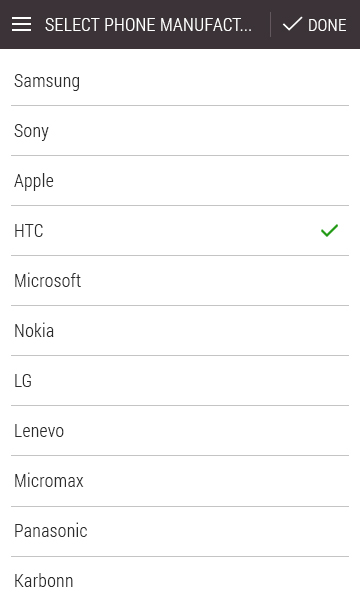 SELECT PHONE MANUFACT... DONE
Samsung
Sony
Apple
HTC
Microsoft
Nokia
LG
Lenevo
Micromax
Panasonic
Karbonn